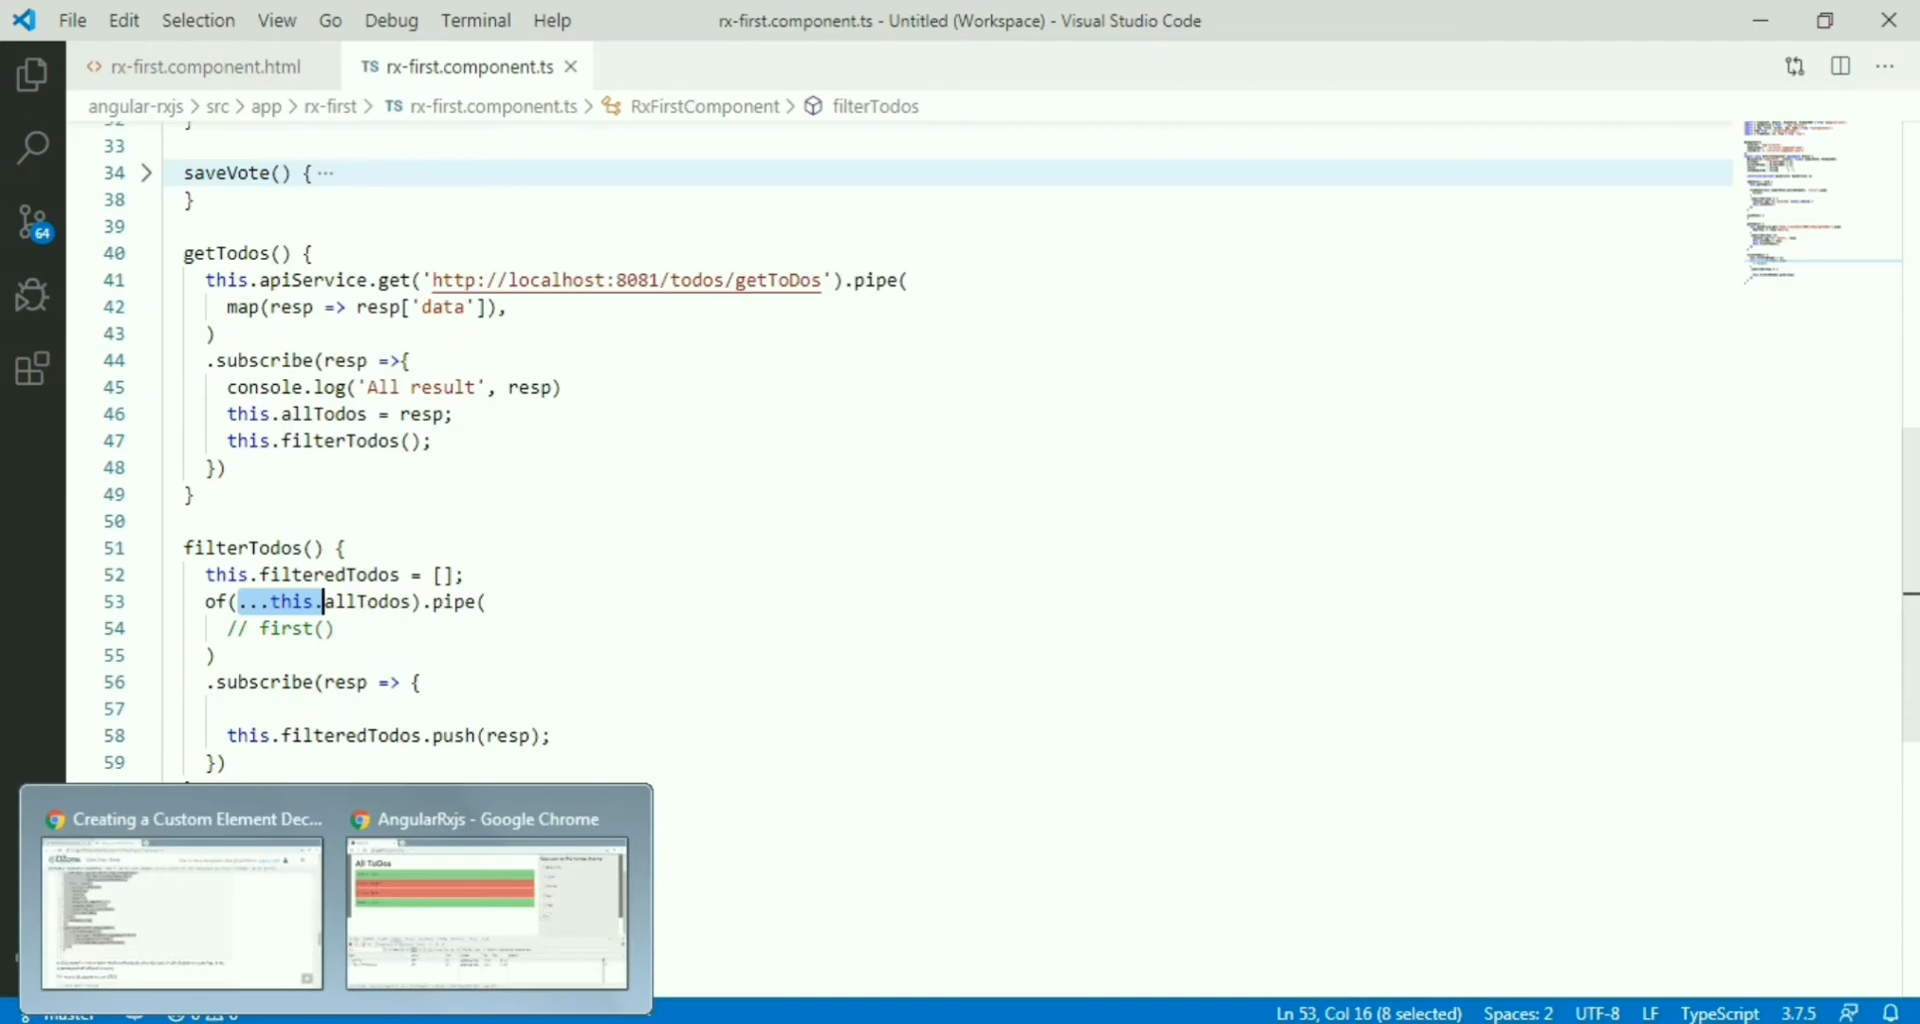 File Edit Selection View Go Debug Terminal Help
rx-first.component.ts - Untitled (Workspace) - Visual Studio Code
rx-first.component.html
TS rx-first.component.ts
angular-rxjs > src > app > rx-first > TS rx-first.component.ts > RxFirstComponent > filterTodos
33
34 saveVote() { ···
38 }
39
40 getTodos() {
41 this.apiService.get('http://localhost:8081/todos/getToDos').pipe(
42 map(resp => resp['data']),
43 )
44 .subscribe(resp =>{
45 console.log('All result', resp)
46 this.allTodos = resp;
47 this.filterTodos();
48 })
49 }
50
51 filterTodos() {
52 this.filteredTodos = [];
53 of(...this.allTodos).pipe(
54 // first()
55 )
56 .subscribe(resp => {
57
58 this.filteredTodos.push(resp);
59 })
64
Creating a Custom Element Dec...
AngularRxjs - Google Chrome
DZone
All ToDos
master
Ln 53, Col 16 (8 selected) Spaces: 2 UTF-8 LF TypeScript 3.7.5